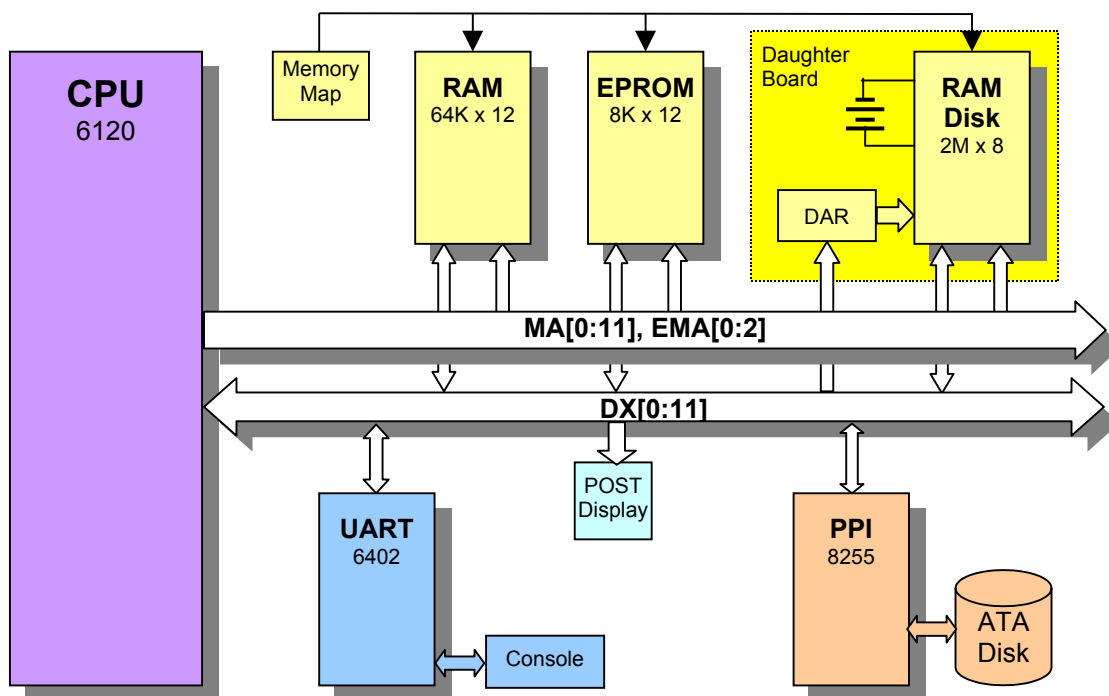 CPU
6120
Memory
Map
RAM
64K x 12
EPROM
8K x 12
Daughter
Board
RAM
Disk
2M x 8
DAR
MA[0:11], EMA[0:2]
DX[0:11]
UART
6402
POST
Display
PPI
8255
Console
ATA
Disk